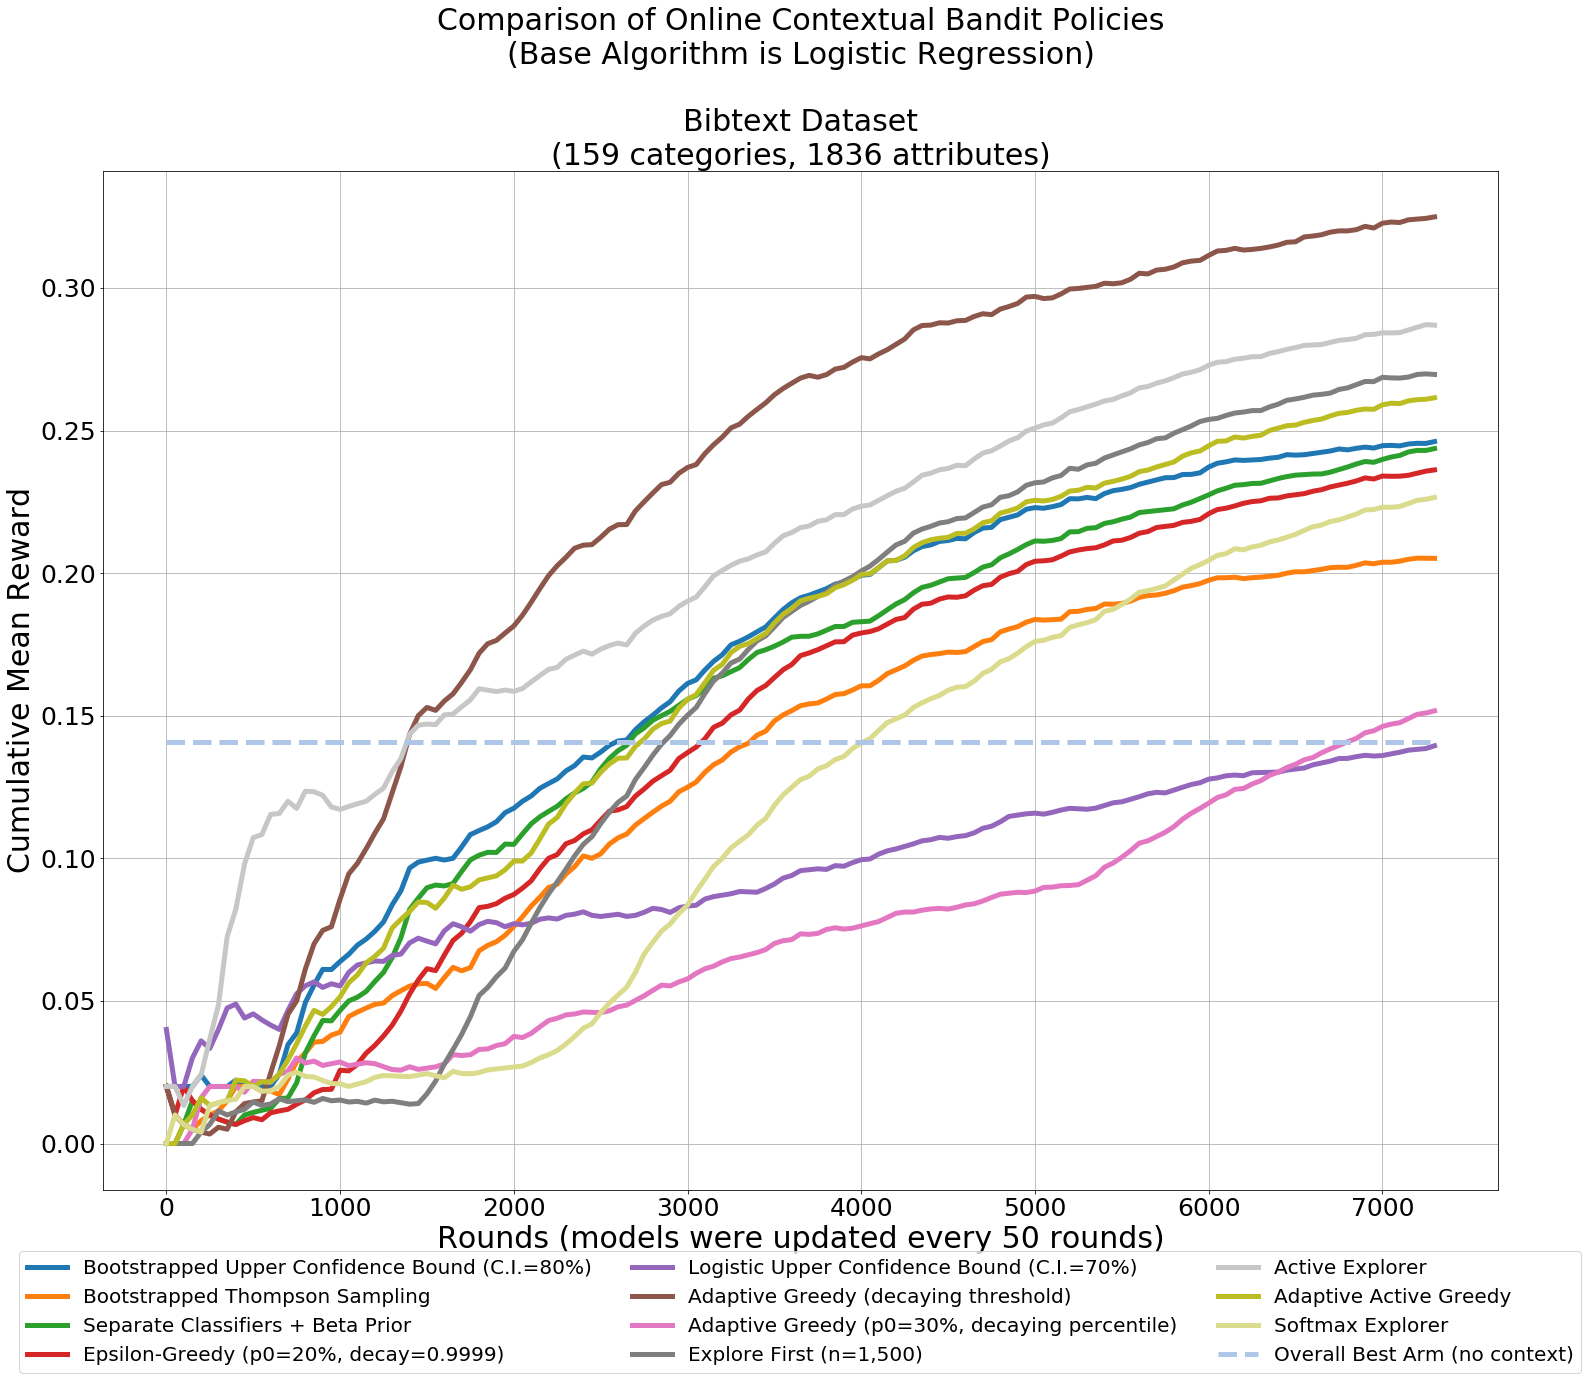 Comparison of Online Contextual Bandit Policies
(Base Algorithm is Logistic Regression)
Bibtext Dataset
(159 categories, 1836 attributes)
Cumulative Mean Reward
0.30
0.25
0.20
0.15
0.10
0.05
0.00
0 1000 2000 3000 4000 5000 6000 7000
Rounds (models were updated every 50 rounds)
Bootstrapped Upper Confidence Bound (C.I.=80%)
Bootstrapped Thompson Sampling
Separate Classifiers + Beta Prior
Epsilon-Greedy (p0=20%, decay=0.9999)
Logistic Upper Confidence Bound (C.I.=70%)
Adaptive Greedy (decaying threshold)
Adaptive Greedy (p0=30%, decaying percentile)
Explore First (n=1,500)
Active Explorer
Adaptive Active Greedy
Softmax Explorer
Overall Best Arm (no context)